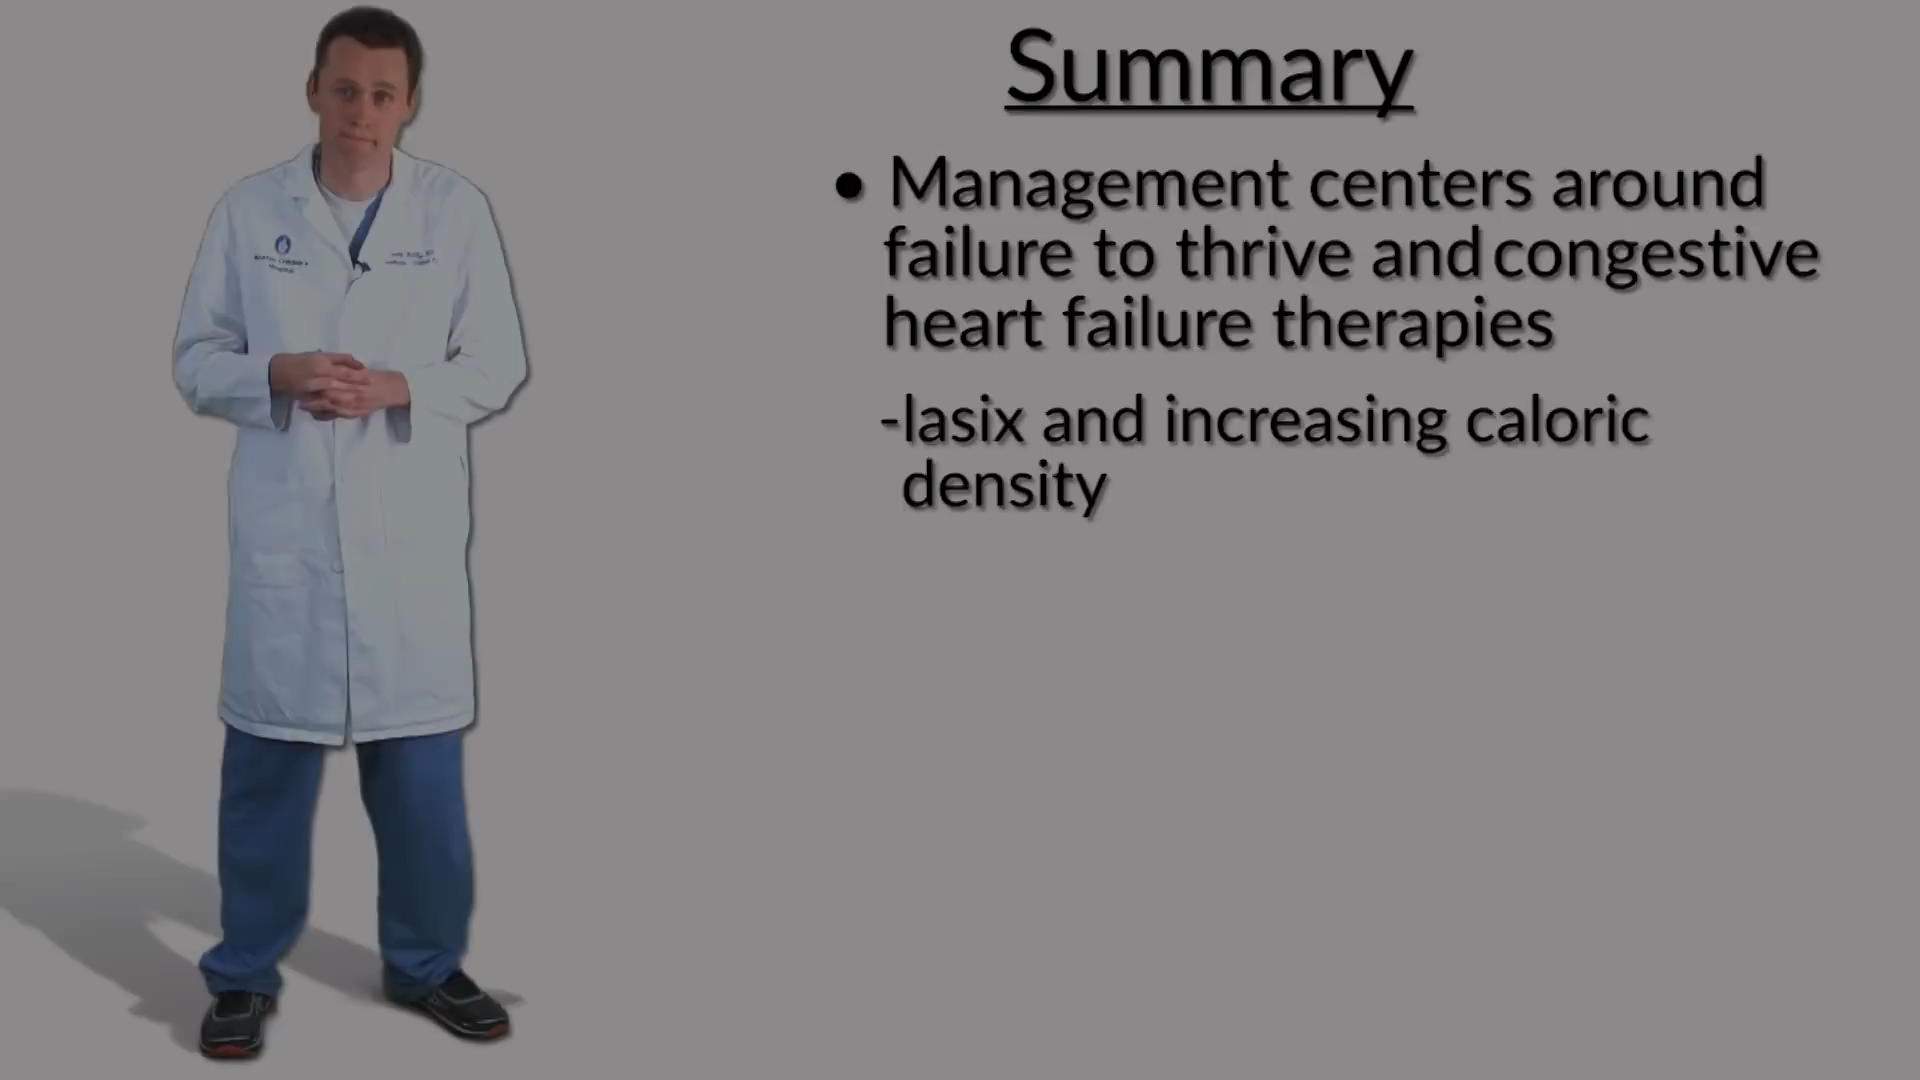 Summary
• Management centers around
failure to thrive and congestive
heart failure therapies
-lasix and increasing caloric
density